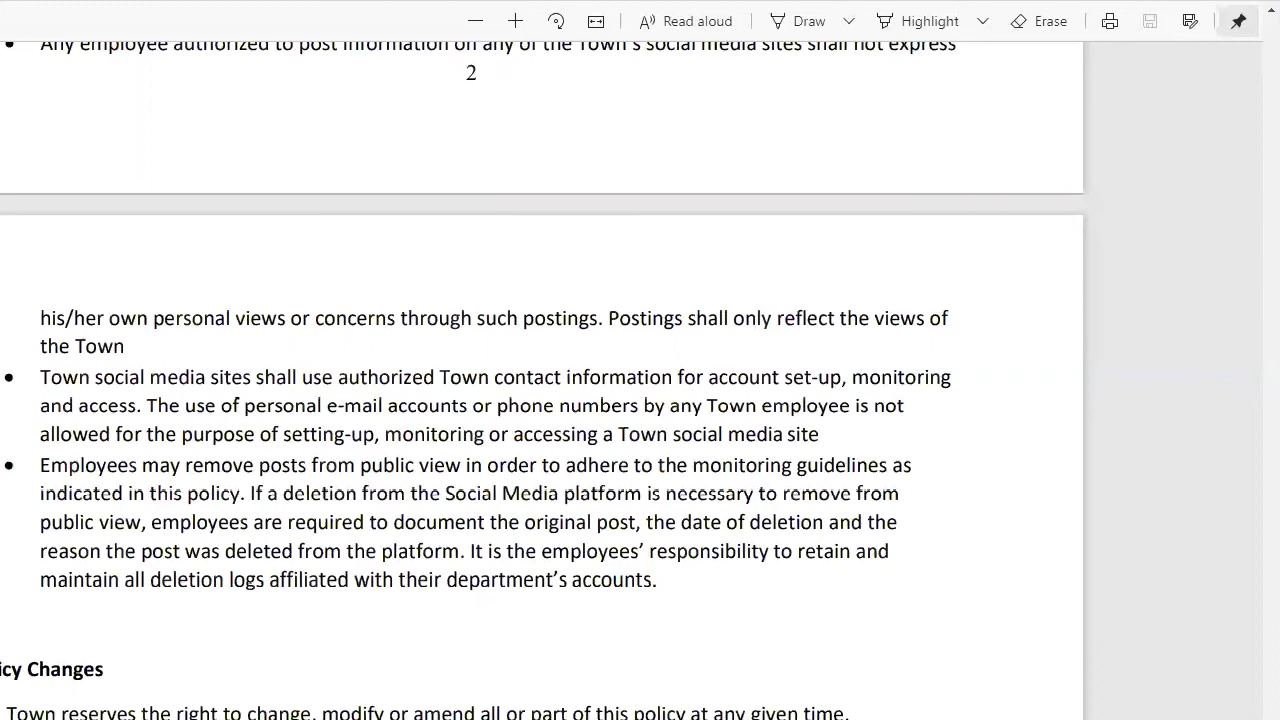 Read aloud Draw Highlight Erase
• Any employee authorized to post information on any of the Town's social media sites shall not express
2
his/her own personal views or concerns through such postings. Postings shall only reflect the views of
the Town
• Town social media sites shall use authorized Town contact information for account set-up, monitoring
and access. The use of personal e-mail accounts or phone numbers by any Town employee is not
allowed for the purpose of setting-up, monitoring or accessing a Town social media site
• Employees may remove posts from public view in order to adhere to the monitoring guidelines as
indicated in this policy. If a deletion from the Social Media platform is necessary to remove from
public view, employees are required to document the original post, the date of deletion and the
reason the post was deleted from the platform. It is the employees’ responsibility to retain and
maintain all deletion logs affiliated with their department’s accounts.
icy Changes
Town reserves the right to change, modify or amend all or part of this policy at any given time.